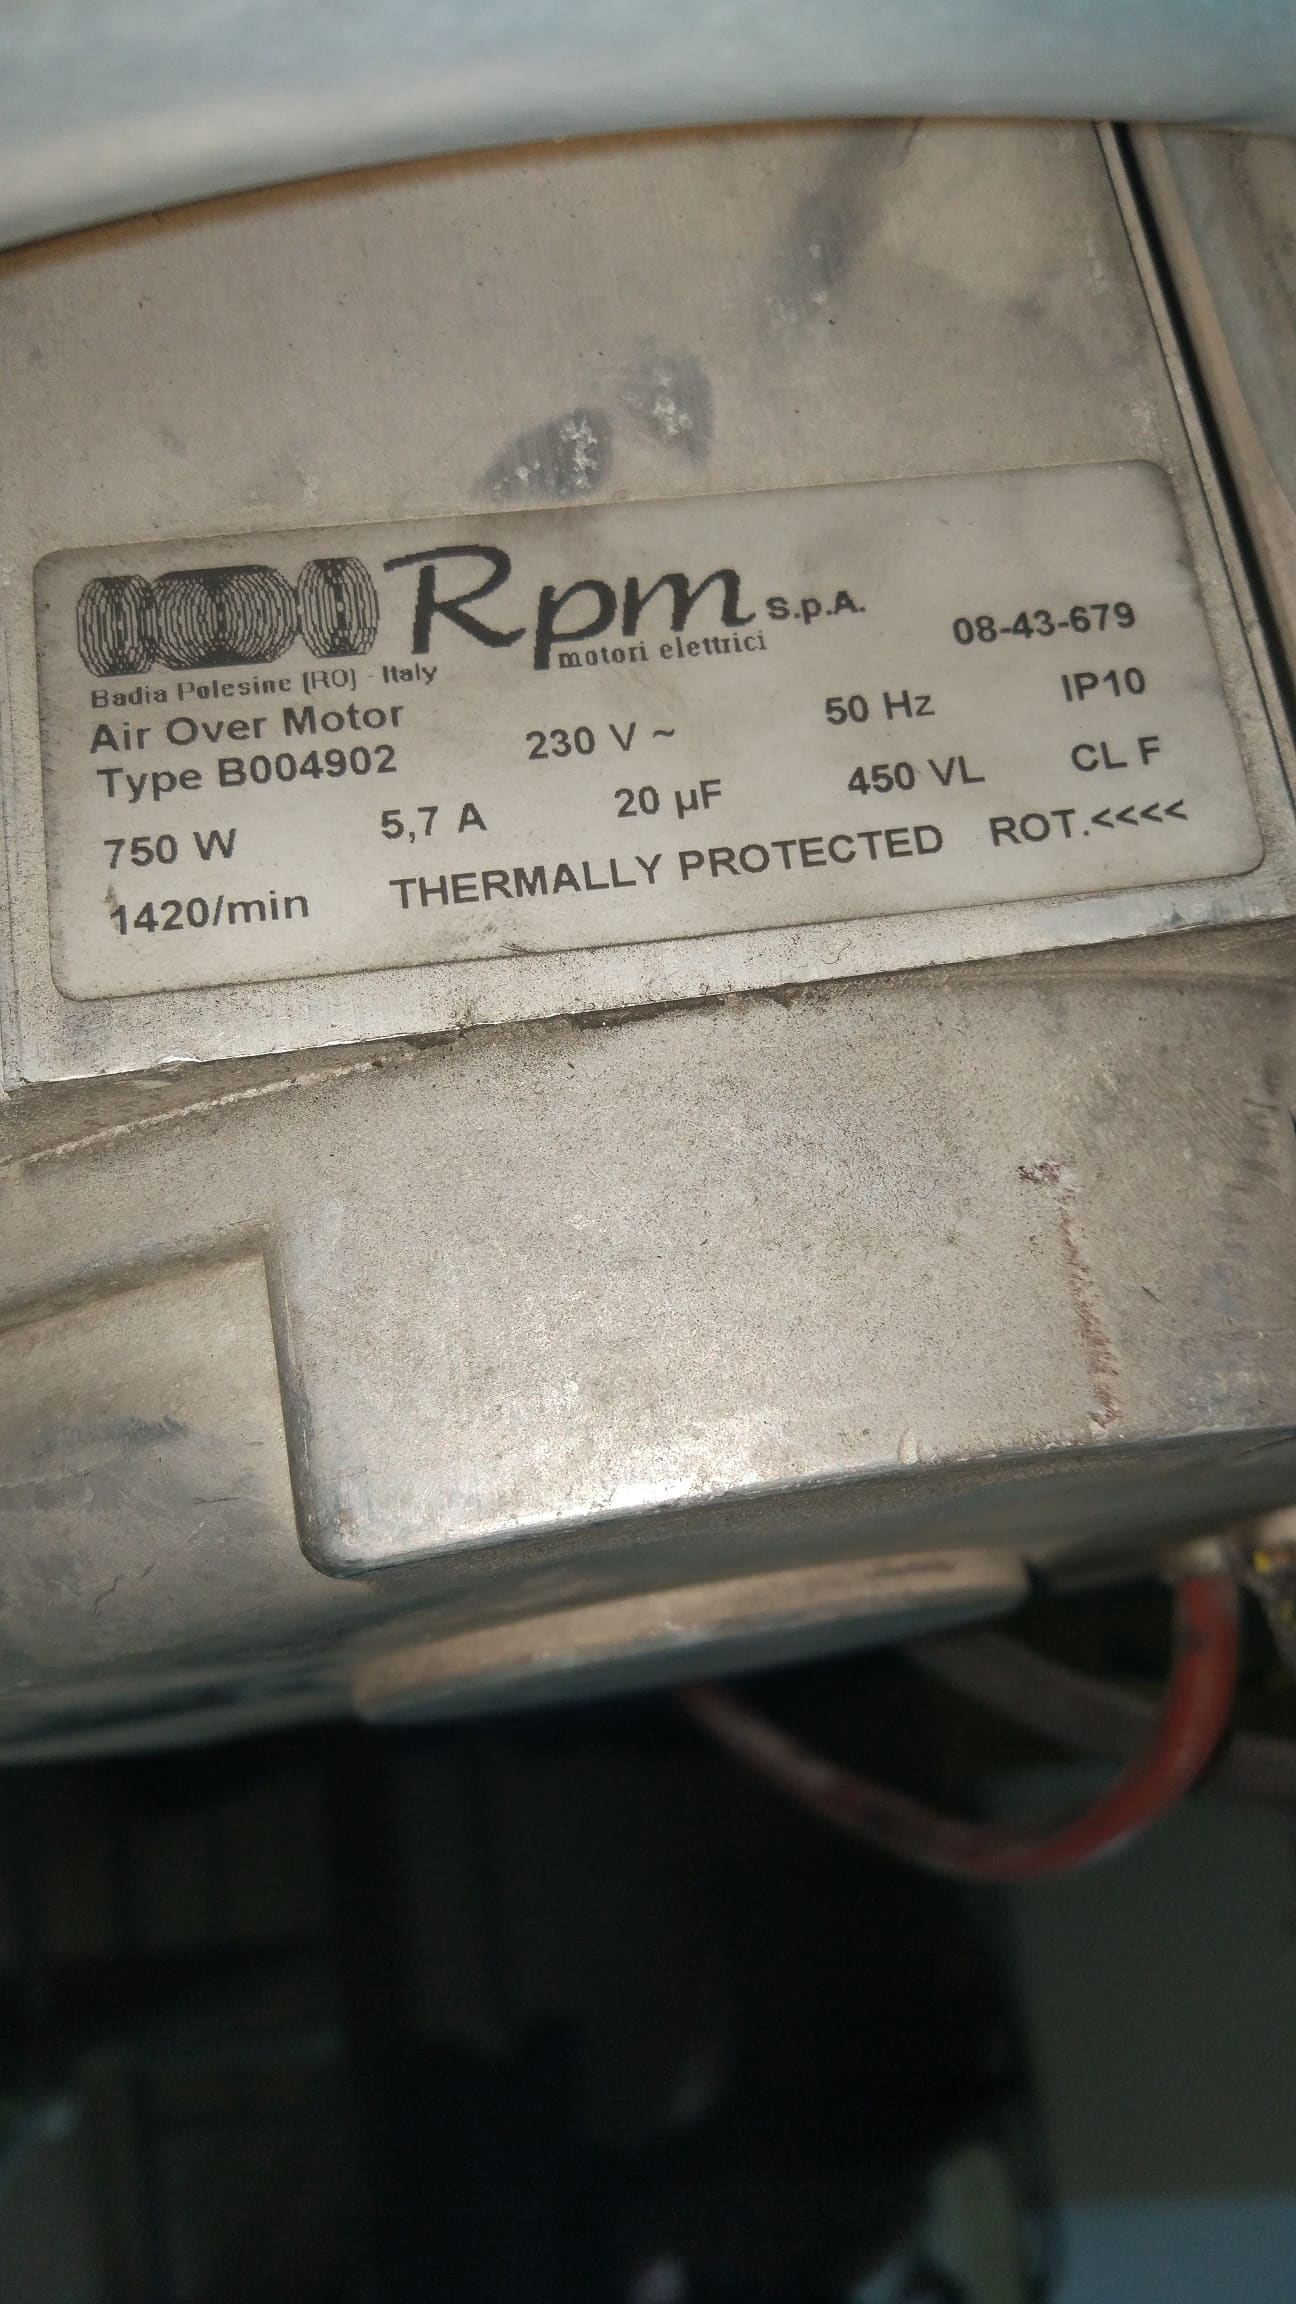 Rpm S.p.A.
motori elettrici
Badia Polesine (RO) - Italy
08-43-679
Air Over Motor
Type B004902 230 V ~ 50 Hz IP10
750 W 5,7 A 20 µF 450 VL CL F
1420/min THERMALLY PROTECTED ROT.<<<<